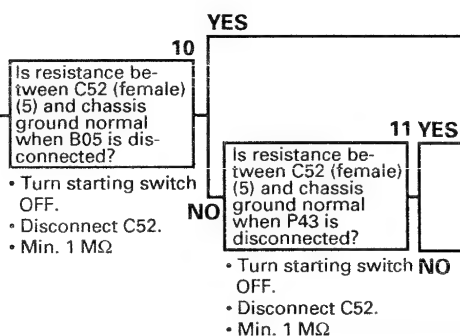 YES
10
Is resistance be-
tween C52 (female)
(5) and chassis
ground normal
when B05 is dis-
connected?
• Turn starting switch
OFF.
• Disconnect C52.
• Min. 1 MΩ
NO
11 YES
Is resistance be-
tween C52 (female)
(5) and chassis
ground normal
when P43 is
disconnected?
• Turn starting switch
OFF.
• Disconnect C52.
• Min. 1 MΩ
NO